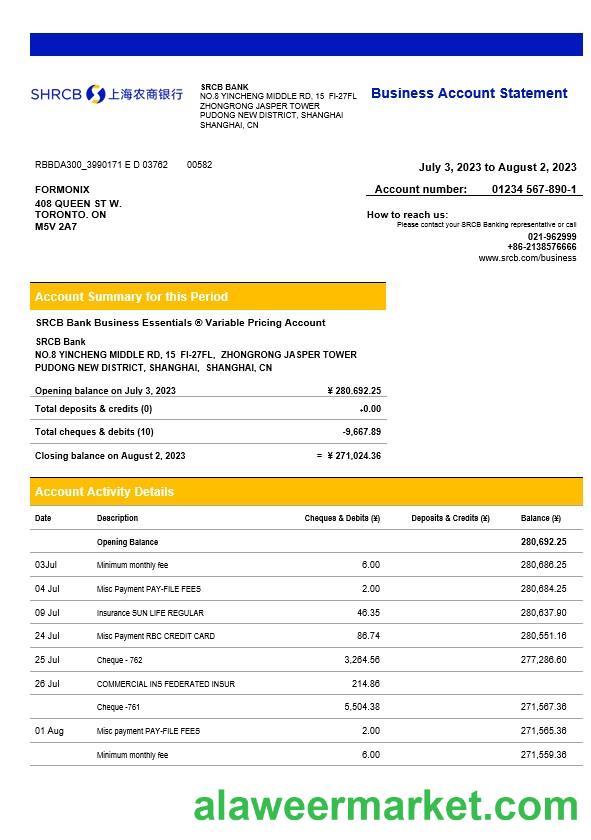 SHRCB 上海农商银行
SRCB BANK
NO.8 YINCHENG MIDDLE RD, 15 FI-27FL
ZHONGRONG JASPER TOWER
PUDONG NEW DISTRICT, SHANGHAI
SHANGHAI, CN
Business Account Statement
RBBDA300_3990171 E D 03762 00582
July 3, 2023 to August 2, 2023
Account number: 01234 567-890-1
FORMONIX
408 QUEEN ST W.
TORONTO. ON
M5V 2A7
How to reach us:
Please contact your SRCB Banking representative or call
021-962999
+86-2138576666
www.srcb.com/business
Account Summary for this Period
SRCB Bank Business Essentials ® Variable Pricing Account
SRCB Bank
NO.8 YINCHENG MIDDLE RD, 15 FI-27FL, ZHONGRONG JASPER TOWER
PUDONG NEW DISTRICT, SHANGHAI, SHANGHAI, CN
Opening balance on July 3, 2023 ¥ 280,692.25
Total deposits & credits (0) +0.00
Total cheques & debits (10) -9,667.89
Closing balance on August 2, 2023 = ¥ 271,024.36
Account Activity Details
Date Description Cheques & Debits (¥) Deposits & Credits (¥) Balance (¥)
Opening Balance 280,692.25
03Jul Minimum monthly fee 6.00 280,686.25
04 Jul Misc Payment PAY-FILE FEES 2.00 280,684.25
09 Jul Insurance SUN LIFE REGULAR 46.35 280,637.90
24 Jul Misc Payment RBC CREDIT CARD 86.74 280,551.16
25 Jul Cheque - 762 3,264.56 277,286.60
26 Jul COMMERCIAL INS FEDERATED INSUR 214.86
Cheque -761 5,504.38 271,567.36
01 Aug Misc payment PAY-FILE FEES 2.00 271,565.36
Minimum monthly fee 6.00 271,559.36
alaweermarket.com